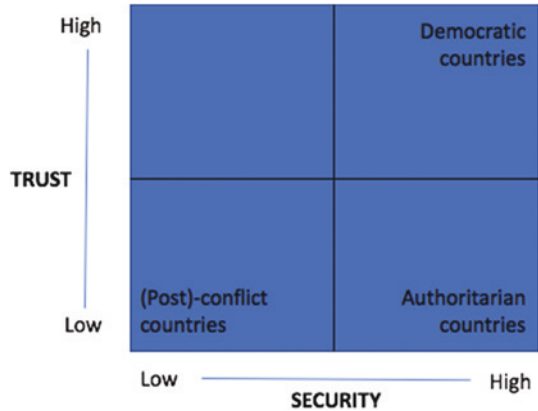 High
Democratic
countries
TRUST
(Post)-conflict
countries
Authoritarian
countries
Low
Low
High
SECURITY